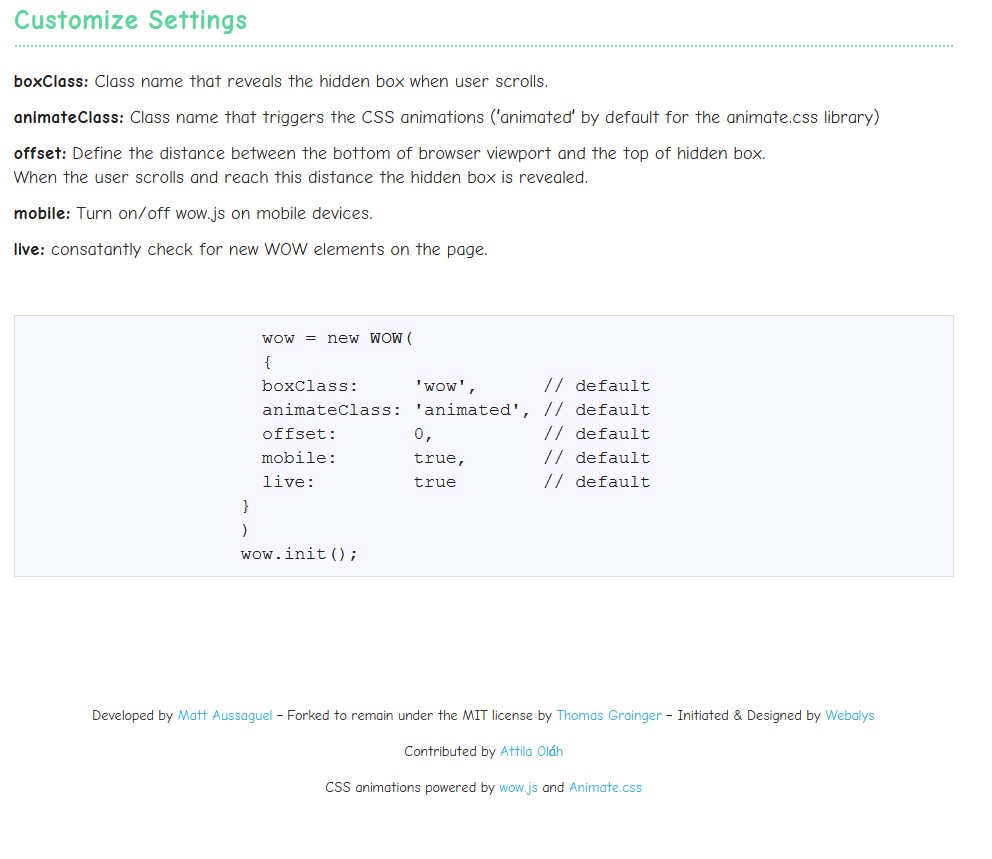 Customize Settings
boxClass: Class name that reveals the hidden box when user scrolls.
animateClass: Class name that triggers the CSS animations ('animated' by default for the animate.css library)
offset: Define the distance between the bottom of browser viewport and the top of hidden box.
When the user scrolls and reach this distance the hidden box is revealed.
mobile: Turn on/off wow.js on mobile devices.
live: consatantly check for new WOW elements on the page.
wow = new WOW(
{
boxClass: 'wow', // default
animateClass: 'animated', // default
offset: 0, // default
mobile: true, // default
live: true // default
}
)
wow.init();
Developed by Matt Aussaguel – Forked to remain under the MIT license by Thomas Grainger – Initiated & Designed by Webalys
Contributed by Attila Oláh
CSS animations powered by wow.js and Animate.css